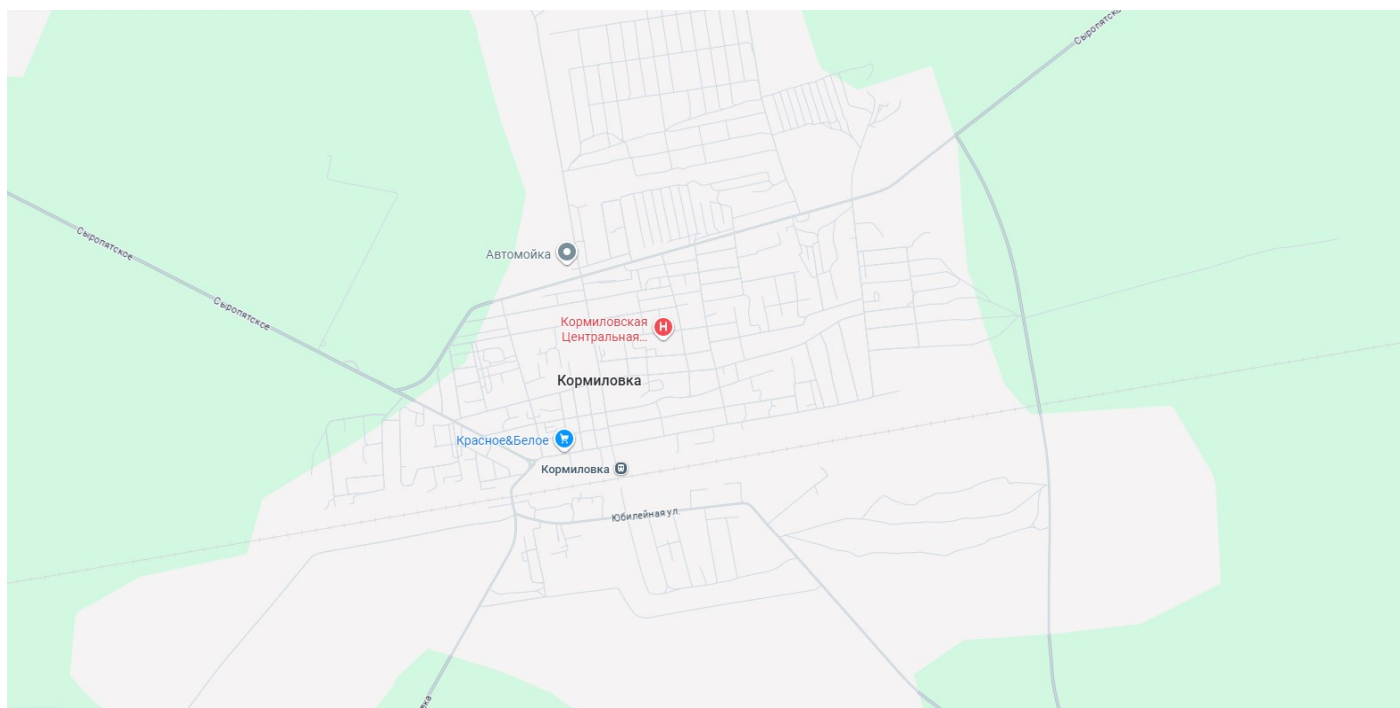 Сыропятское
Сыропятское
Автомойка
Сыропятское
Кормиловская
Центральная...
Кормиловка
Красное&Белое
Кормиловка
Юбилейная ул.